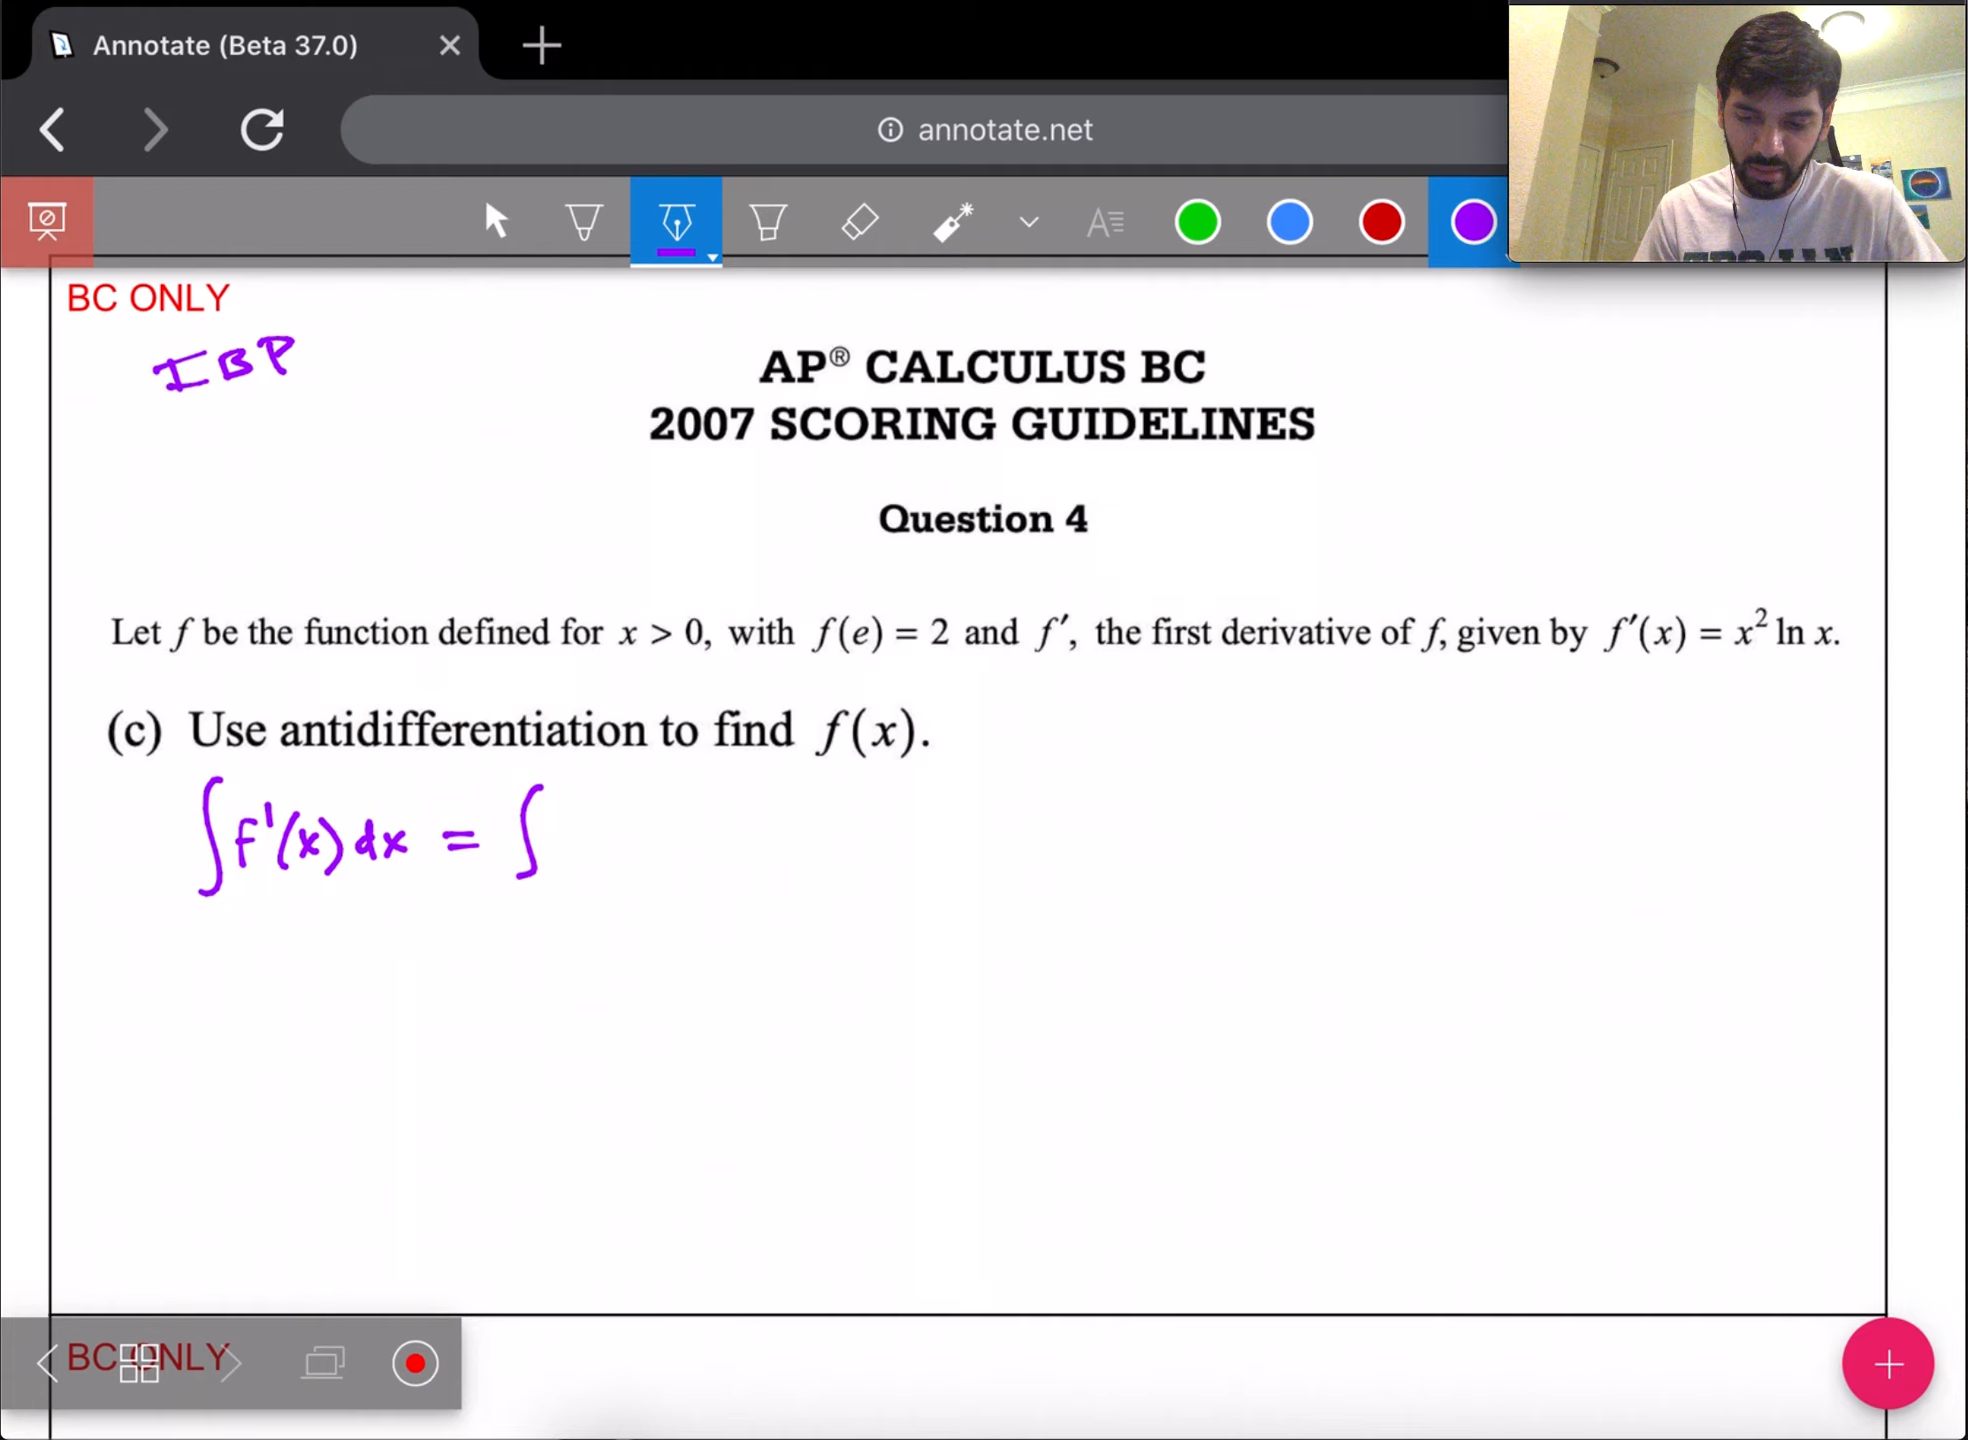 Annotate (Beta 37.0)
annotate.net
BC ONLY
IBP
AP® CALCULUS BC
2007 SCORING GUIDELINES
Question 4
Let f be the function defined for x > 0, with f(e) = 2 and f′, the first derivative of f, given by f′(x) = x² ln x.
(c) Use antidifferentiation to find f(x).
∫f'(x)dx = ∫
BC ONLY